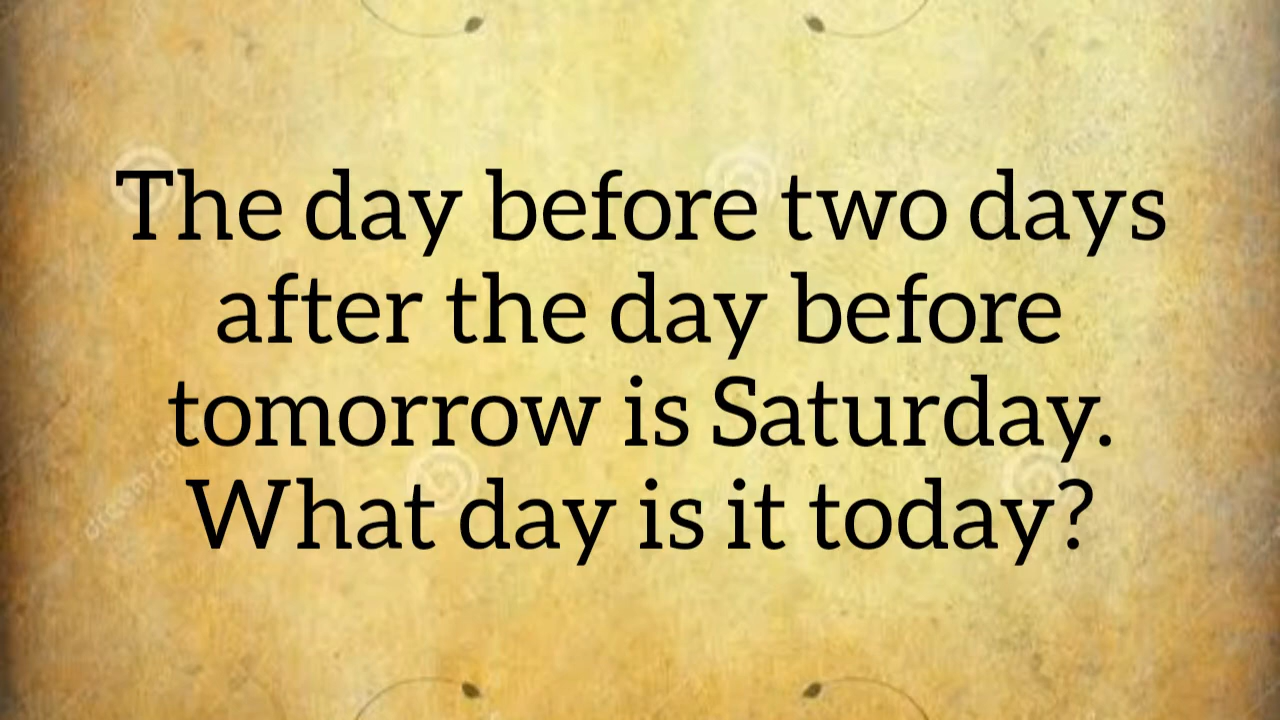 The day before two days
after the day before
tomorrow is Saturday.
What day is it today?